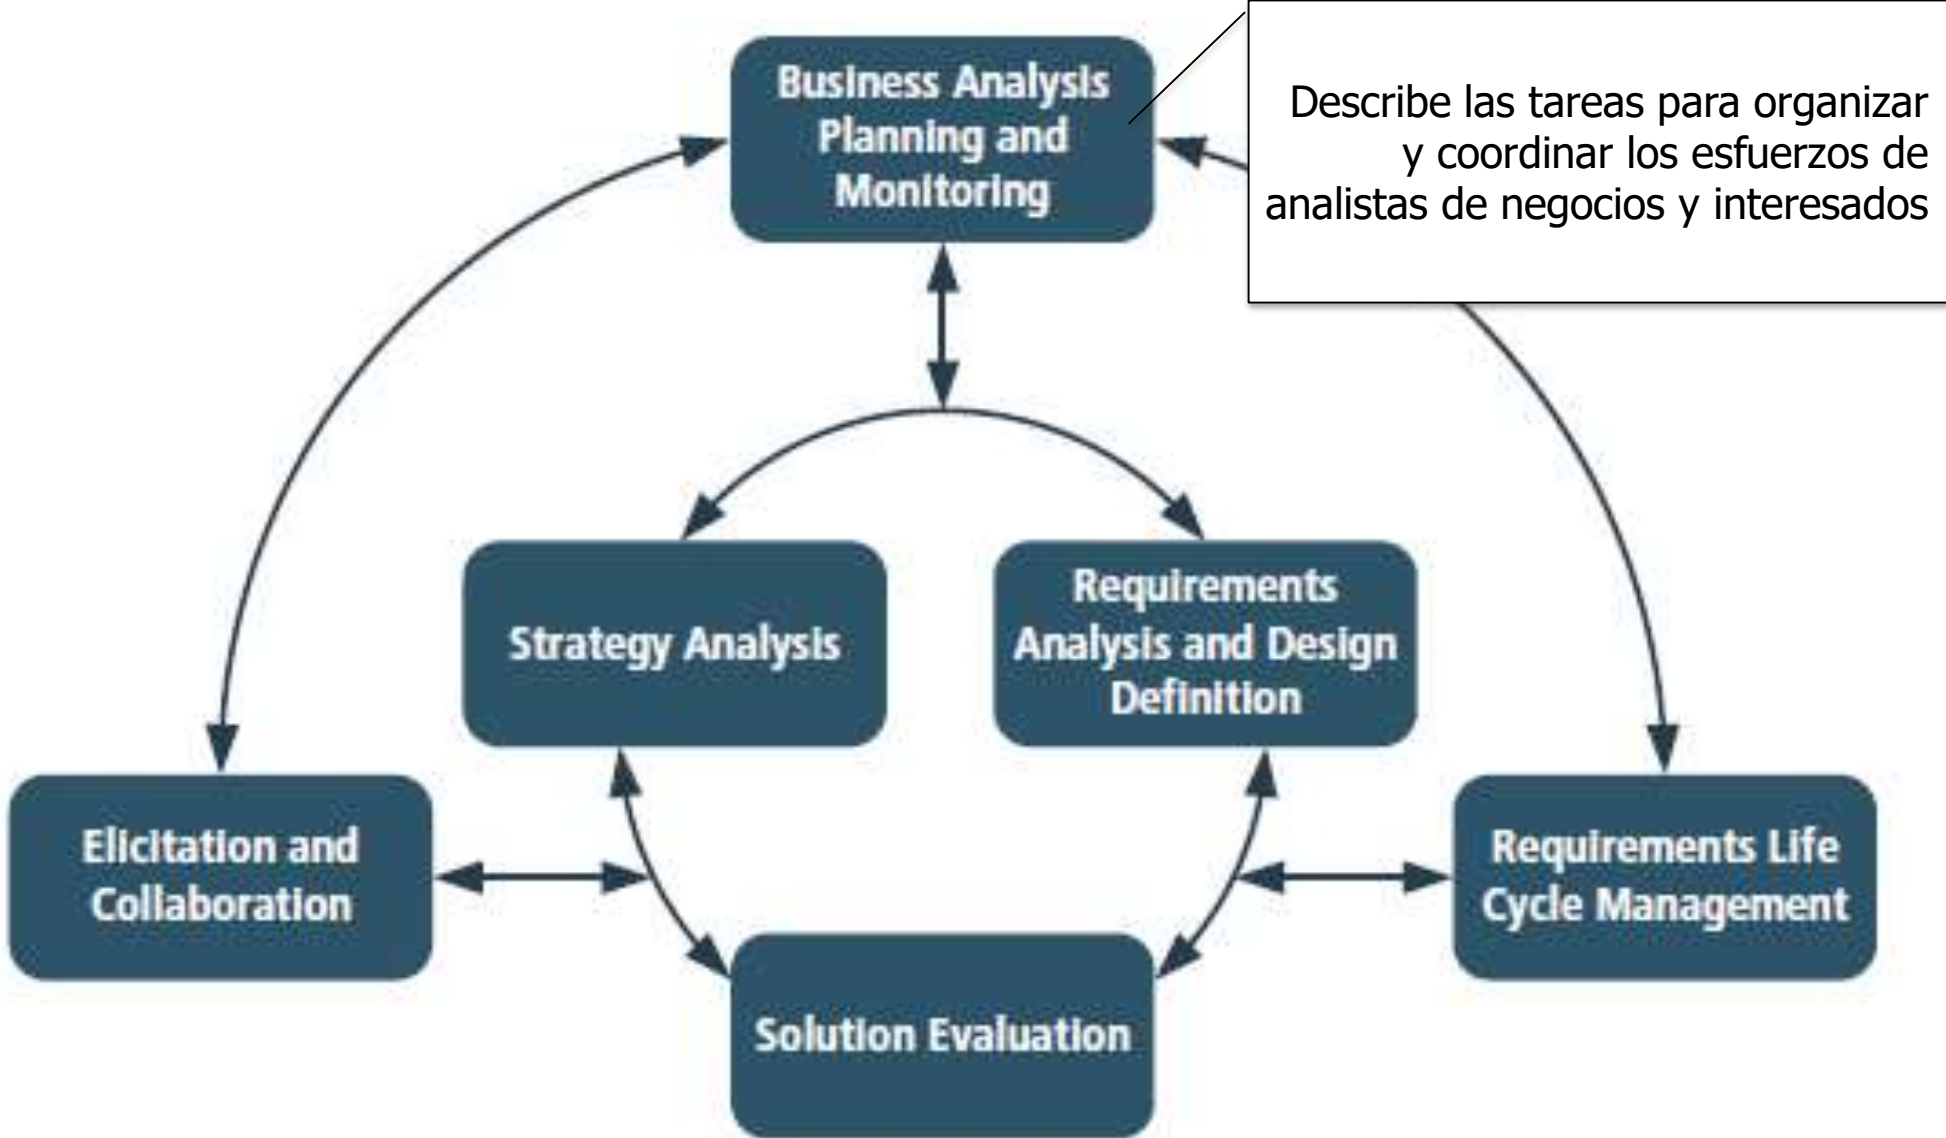 Business Analysis
Planning and
Monitoring
Describe las tareas para organizar
y coordinar los esfuerzos de
analistas de negocios y interesados
Strategy Analysis
Requirements
Analysis and Design
Definition
Elicitation and
Collaboration
Requirements Life
Cycle Management
Solution Evaluation